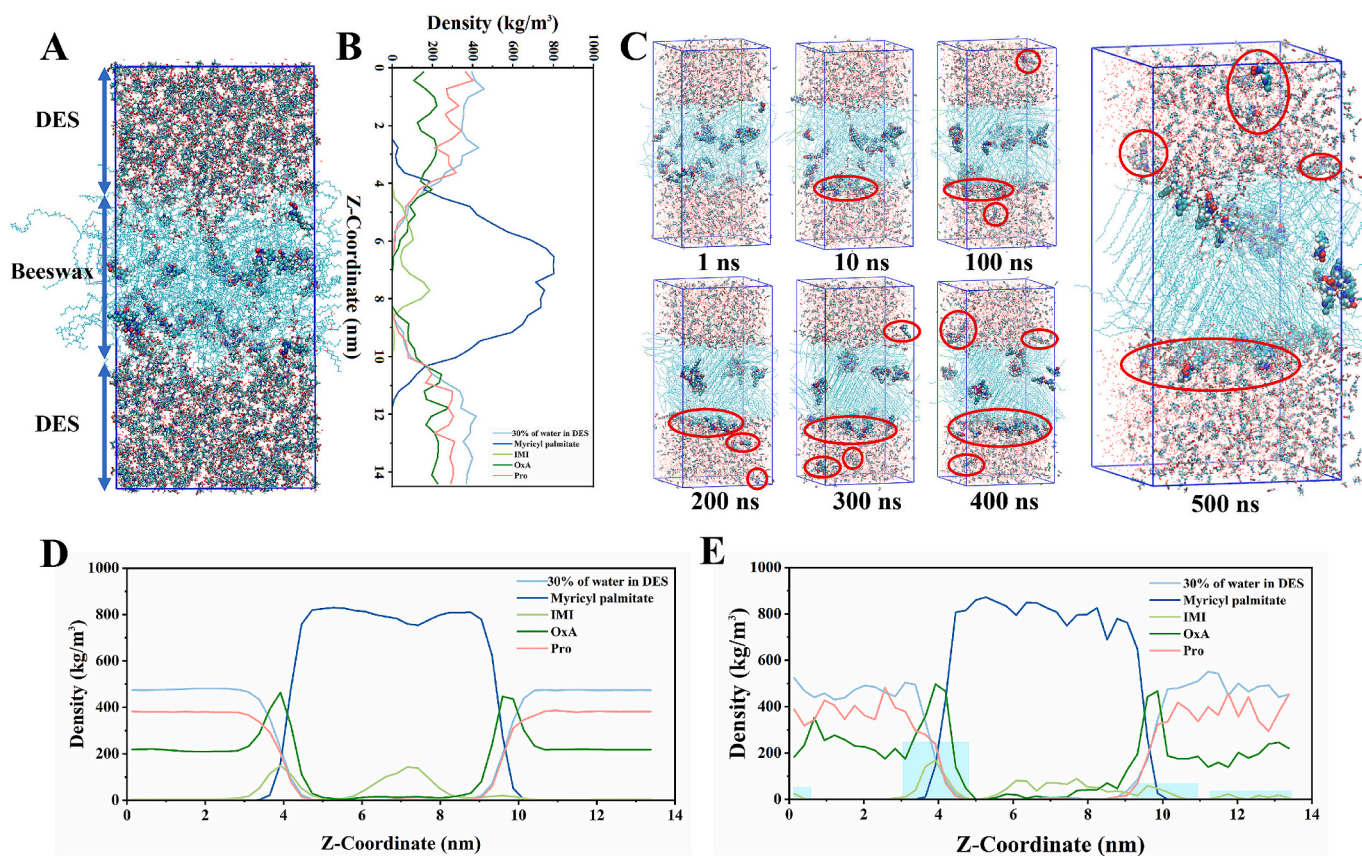 A
DES
Beeswax
DES
B
Density (kg/m³)
0 200 400 600 800 1000
Z-Coordinate (nm)
0
2
4
6
8
10
12
14
30% of water in DES
Myricyl palmitate
IMI
OxA
Pro
C
1 ns
10 ns
100 ns
200 ns
300 ns
400 ns
500 ns
D
Density (kg/m³)
1000
800
600
400
200
0
30% of water in DES
Myricyl palmitate
IMI
OxA
Pro
0 2 4 6 8 10 12 14
Z-Coordinate (nm)
E
Density (kg/m³)
1000
800
600
400
200
0
30% of water in DES
Myricyl palmitate
IMI
OxA
Pro
0 2 4 6 8 10 12 14
Z-Coordinate (nm)